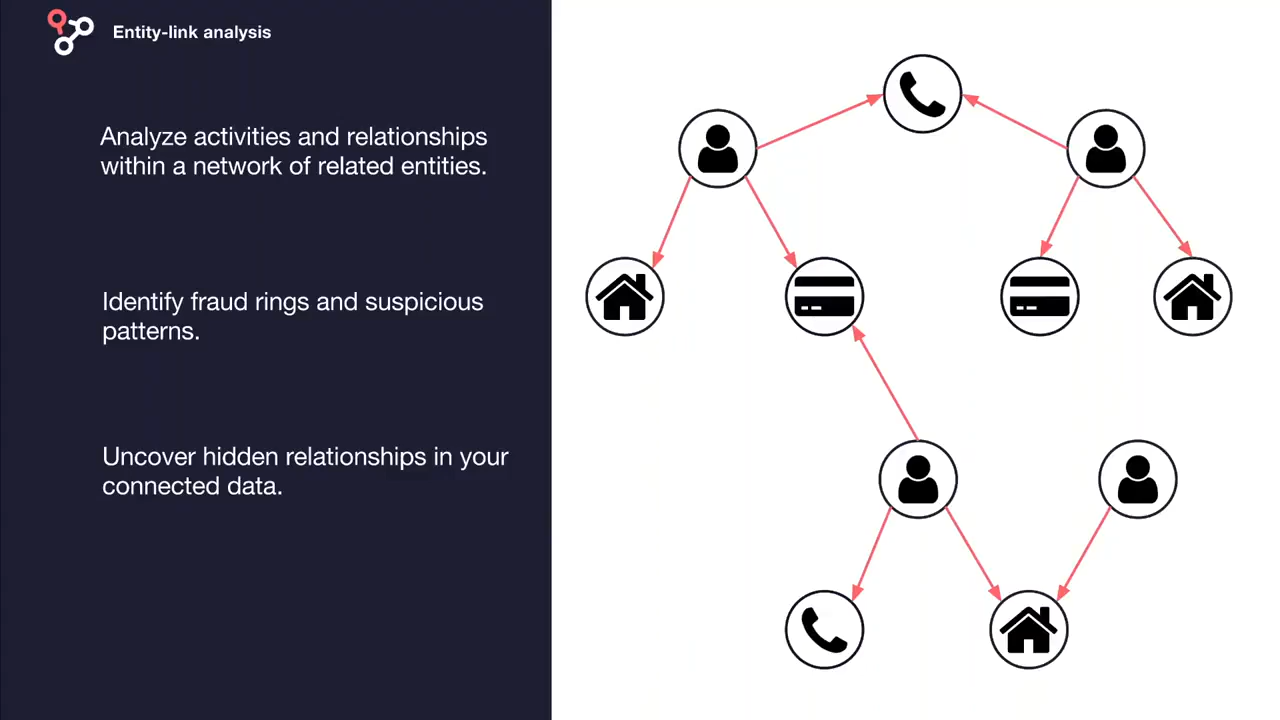 Entity-link analysis
Analyze activities and relationships
within a network of related entities.
Identify fraud rings and suspicious
patterns.
Uncover hidden relationships in your
connected data.